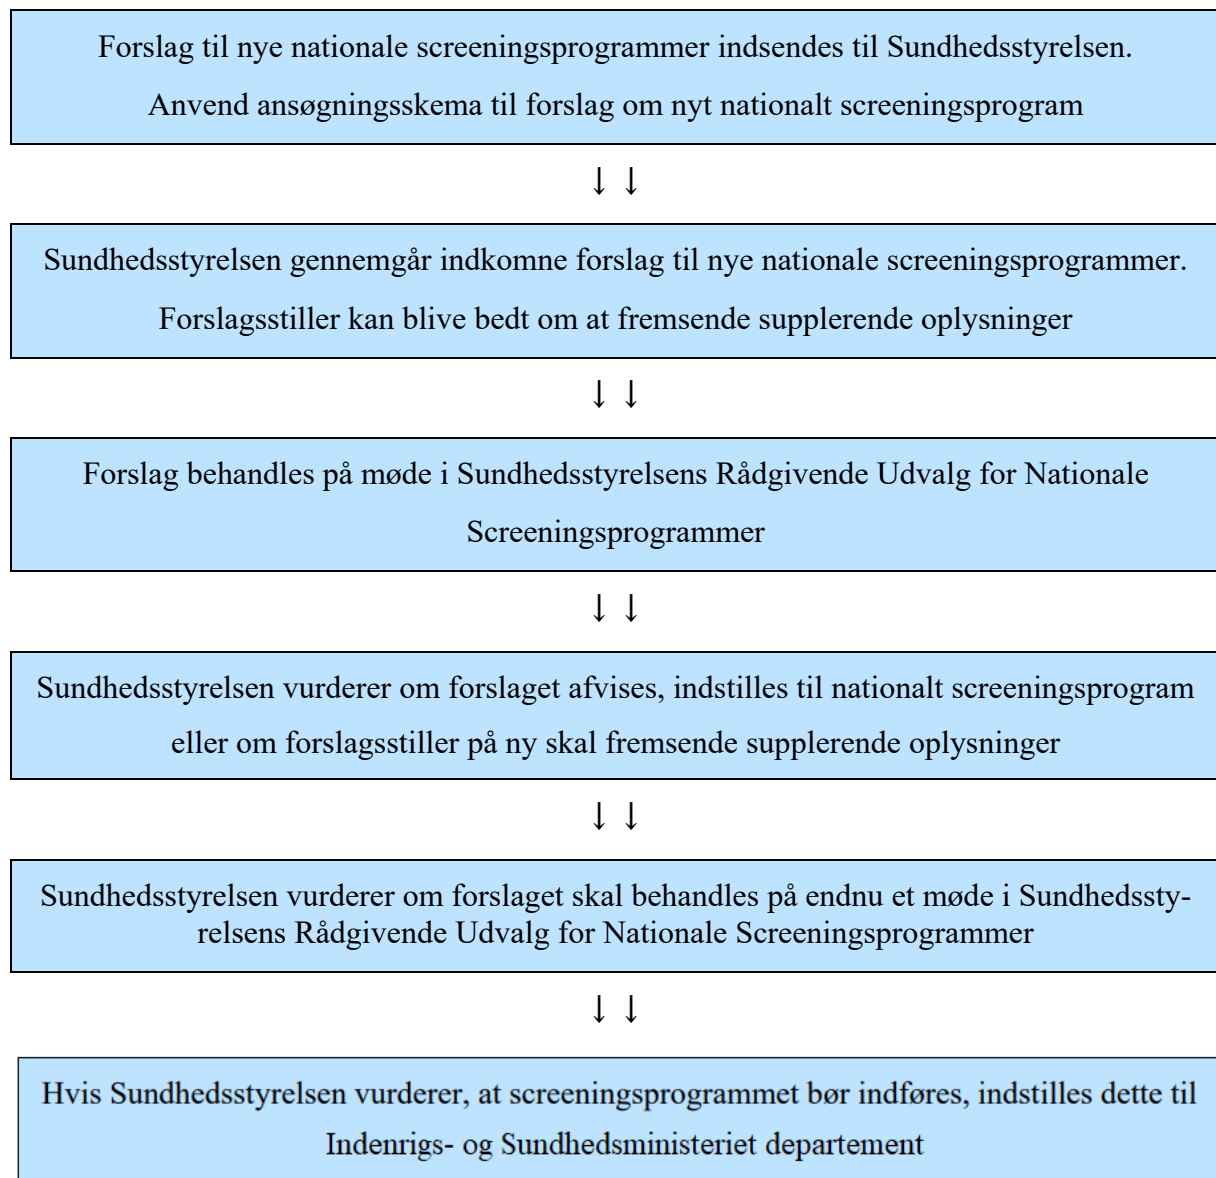 Forslag til nye nationale screeningsprogrammer indsendes til Sundhedsstyrelsen.
Anvend ansøgningsskema til forslag om nyt nationalt screeningsprogram
↓ ↓
Sundhedsstyrelsen gennemgår indkomne forslag til nye nationale screeningsprogrammer.
Forslagsstiller kan blive bedt om at fremsende supplerende oplysninger
↓ ↓
Forslag behandles på møde i Sundhedsstyrelsens Rådgivende Udvalg for Nationale
Screeningsprogrammer
↓ ↓
Sundhedsstyrelsen vurderer om forslaget afvises, indstilles til nationalt screeningsprogram
eller om forslagsstiller på ny skal fremsende supplerende oplysninger
↓ ↓
Sundhedsstyrelsen vurderer om forslaget skal behandles på endnu et møde i Sundhedssty-
relsens Rådgivende Udvalg for Nationale Screeningsprogrammer
↓ ↓
Hvis Sundhedsstyrelsen vurderer, at screeningsprogrammet bør indføres, indstilles dette til
Indenrigs- og Sundhedsministeriet departement